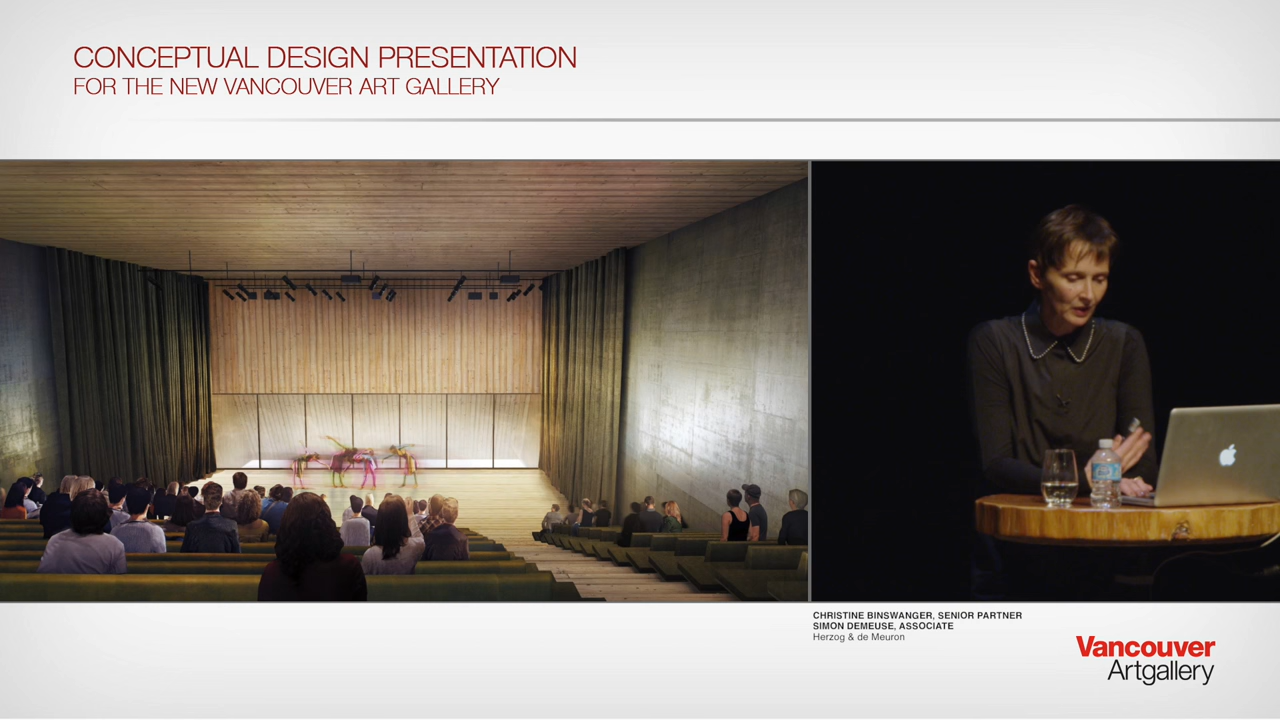 CONCEPTUAL DESIGN PRESENTATION
FOR THE NEW VANCOUVER ART GALLERY
CHRISTINE BINSWANGER, SENIOR PARTNER
SIMON DEMEUSE, ASSOCIATE
Herzog & de Meuron
Vancouver
Artgallery